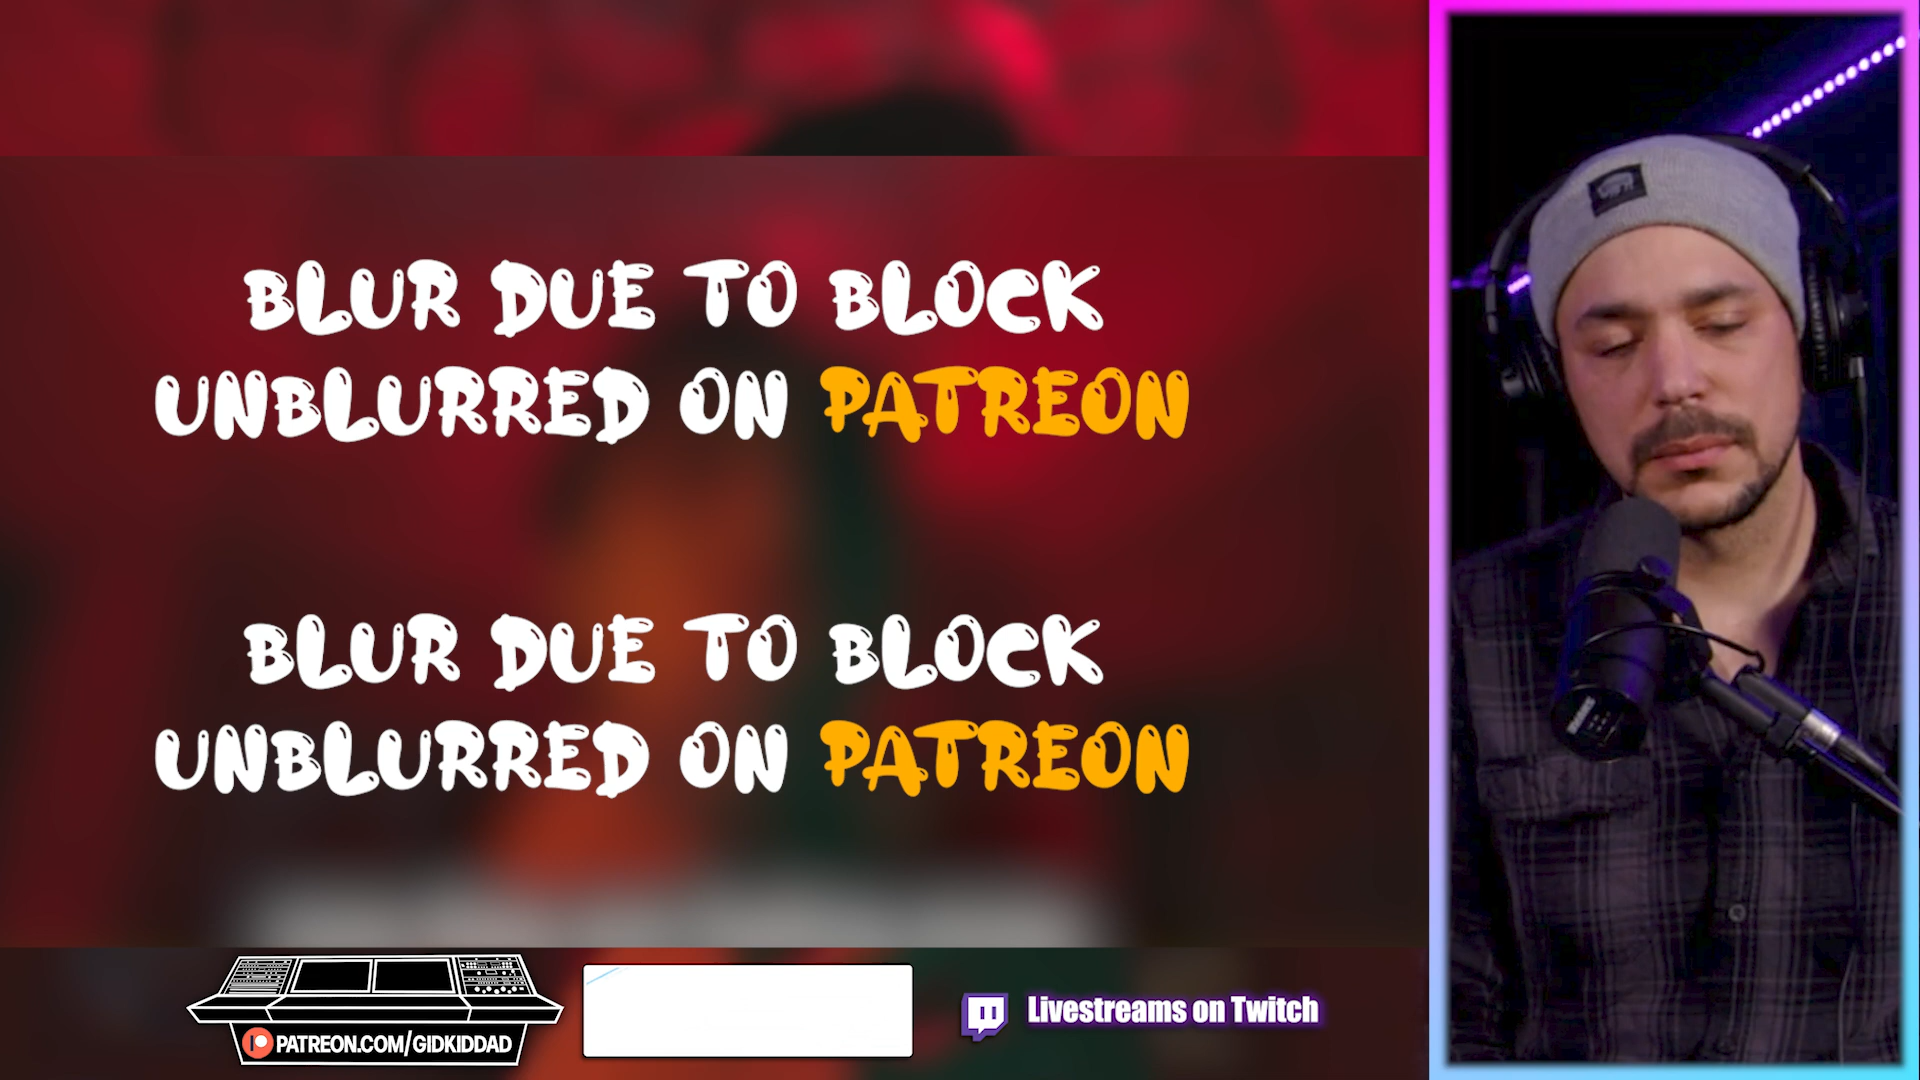 BLUR DUE TO BLOCK
UNBLURRED ON PATREON
BLUR DUE TO BLOCK
UNBLURRED ON PATREON
PATREON.COM/GIDKIDDAD
Livestreams on Twitch